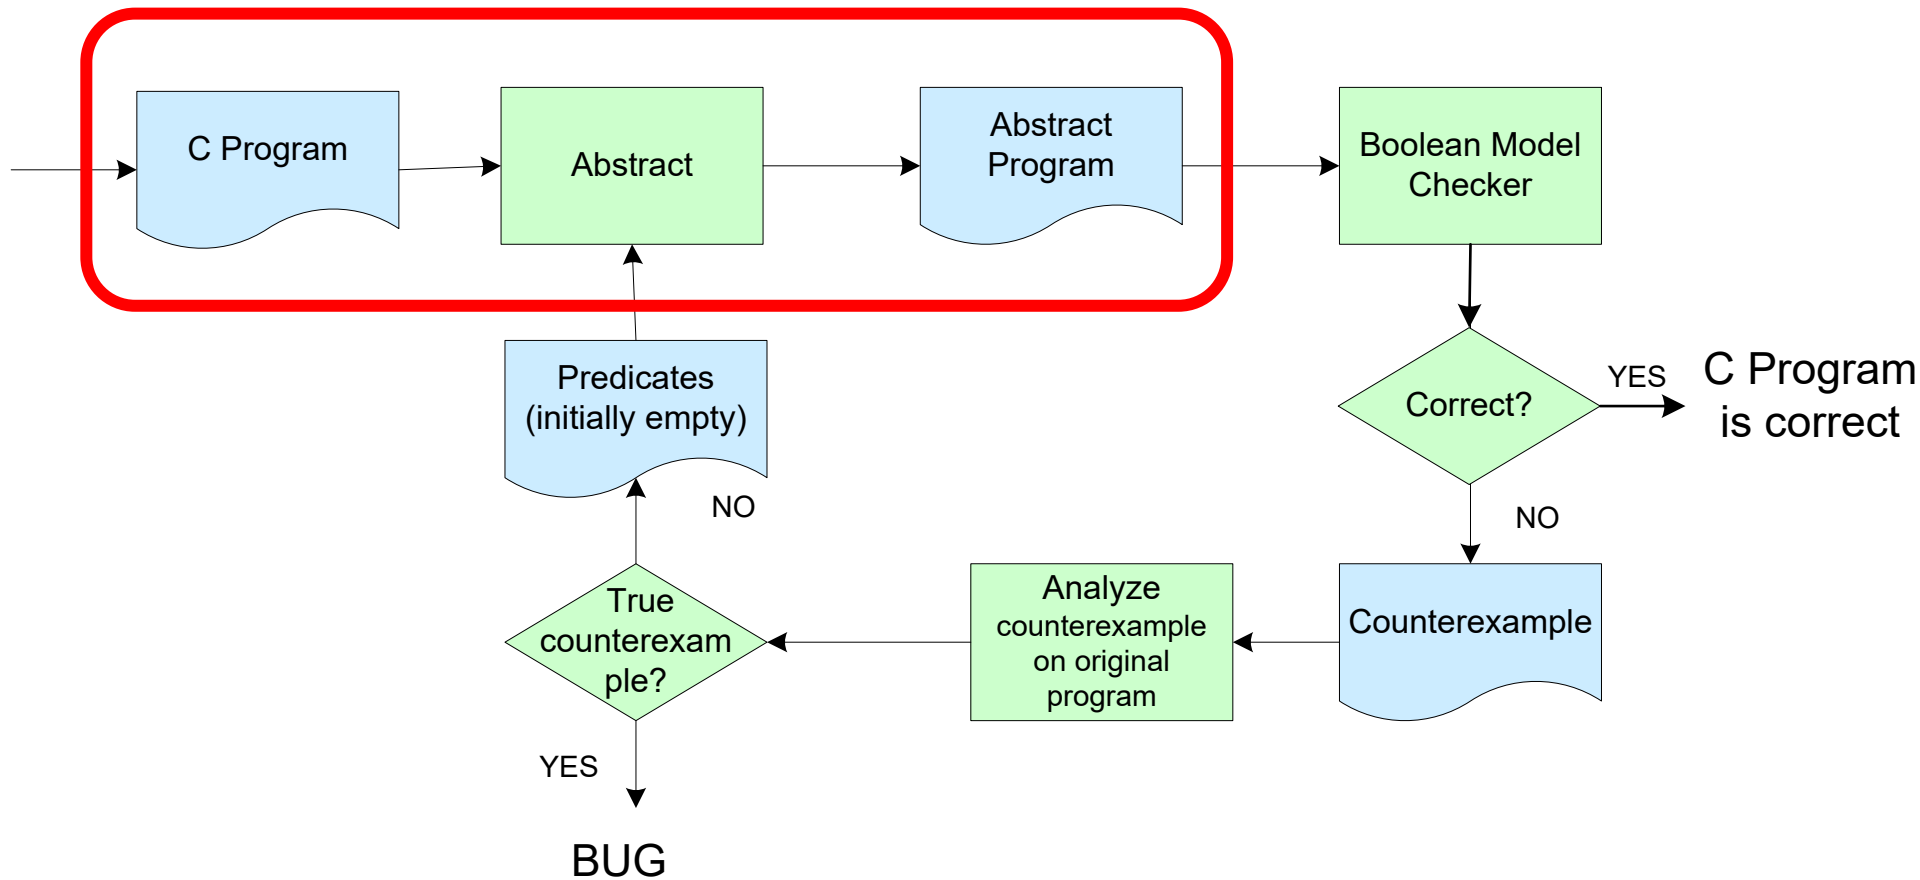 C Program
Abstract
Abstract
Program
Boolean Model
Checker
Predicates
(initially empty)
Correct?
YES
C Program
is correct
NO
NO
True
counterexam
ple?
Analyze
counterexample
on original
program
Counterexample
YES
BUG